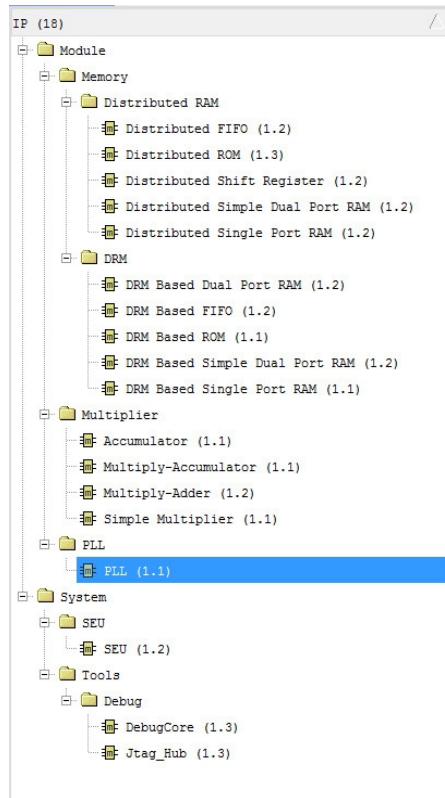 IP (18)
Module
Memory
Distributed RAM
Distributed FIFO (1.2)
Distributed ROM (1.3)
Distributed Shift Register (1.2)
Distributed Simple Dual Port RAM (1.2)
Distributed Single Port RAM (1.2)
DRM
DRM Based Dual Port RAM (1.2)
DRM Based FIFO (1.2)
DRM Based ROM (1.1)
DRM Based Simple Dual Port RAM (1.2)
DRM Based Single Port RAM (1.1)
Multiplier
Accumulator (1.1)
Multiply-Accumulator (1.1)
Multiply-Adder (1.2)
Simple Multiplier (1.1)
PLL
PLL (1.1)
System
SEU
SEU (1.2)
Tools
Debug
DebugCore (1.3)
Jtag_Hub (1.3)